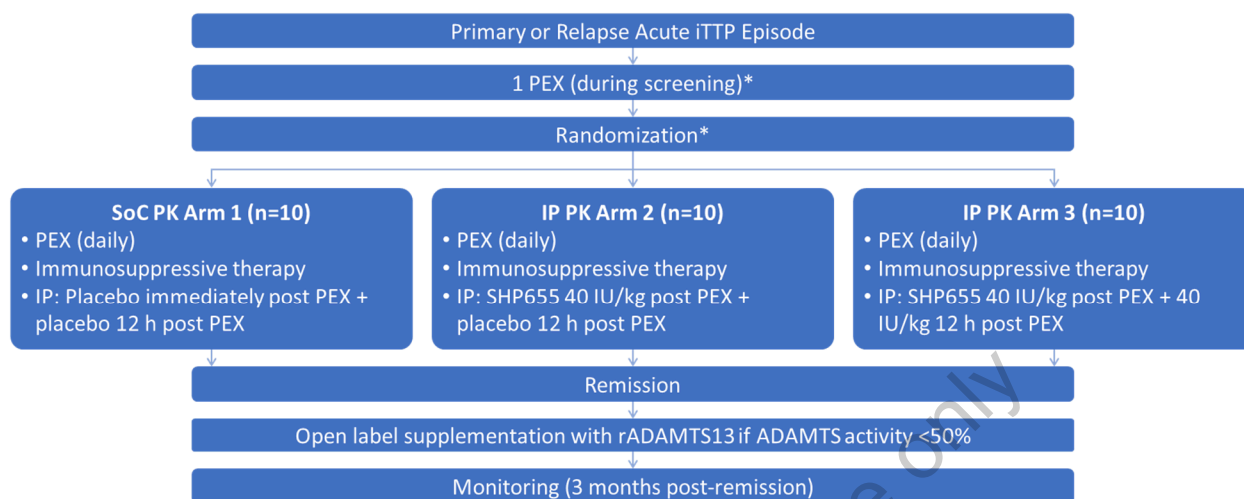 Primary or Relapse Acute iTTP Episode
1 PEX (during screening)*
Randomization*
SoC PK Arm 1 (n=10)
• PEX (daily)
• Immunosuppressive therapy
• IP: Placebo immediately post PEX +
placebo 12 h post PEX
IP PK Arm 2 (n=10)
• PEX (daily)
• Immunosuppressive therapy
• IP: SHP655 40 IU/kg post PEX +
placebo 12 h post PEX
IP PK Arm 3 (n=10)
• PEX (daily)
• Immunosuppressive therapy
• IP: SHP655 40 IU/kg post PEX + 40
IU/kg 12 h post PEX
Remission
Open label supplementation with rADAMTS13 if ADAMTS activity <50%
Monitoring (3 months post-remission)
only